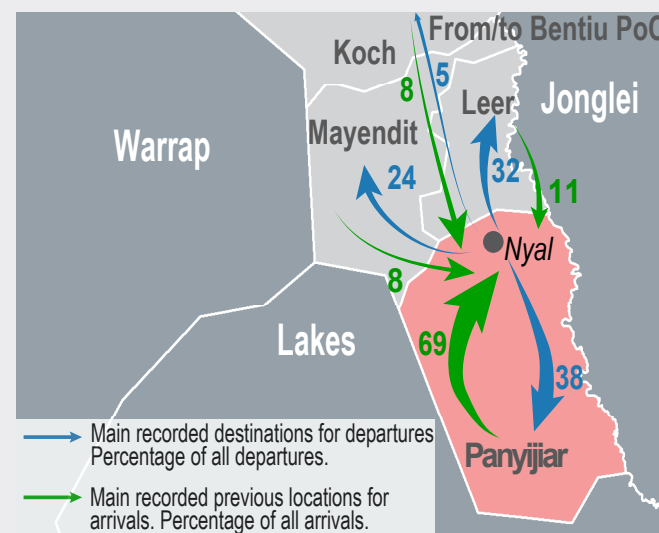 From/to Bentiu PoC
Koch
5
8
Leer
Jonglei
Mayendit
Warrap
24
32
11
Nyal
8
Lakes
69
38
Panyijiar
Main recorded destinations for departures
Percentage of all departures.
Main recorded previous locations for
arrivals. Percentage of all arrivals.